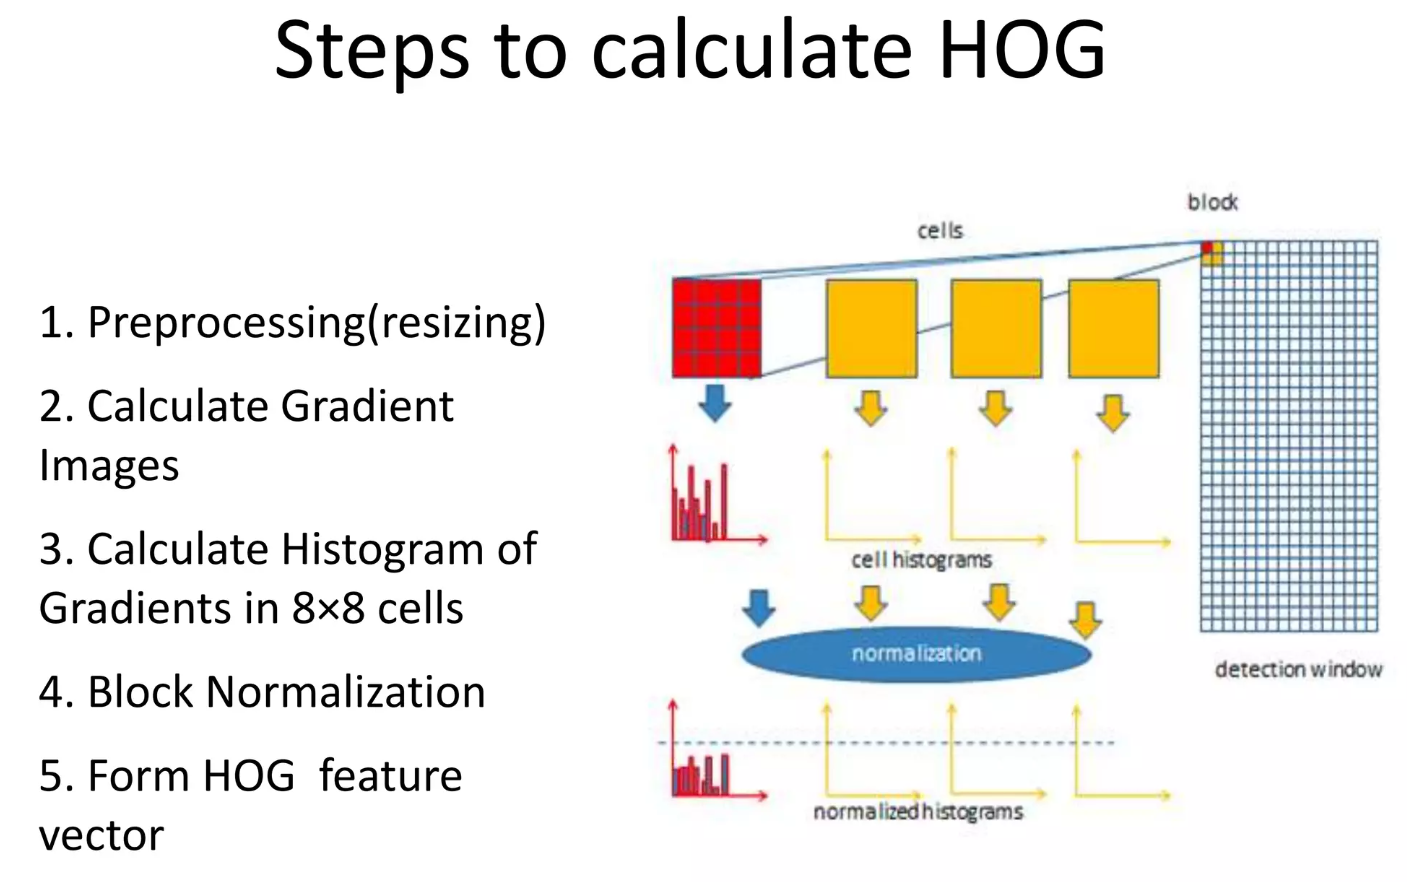 Steps to calculate HOG
block
cells
1. Preprocessing(resizing)
2. Calculate Gradient
Images
3. Calculate Histogram of
Gradients in 8×8 cells
4. Block Normalization
5. Form HOG feature
vector
cell histograms
normalization
detection window
normalized histograms